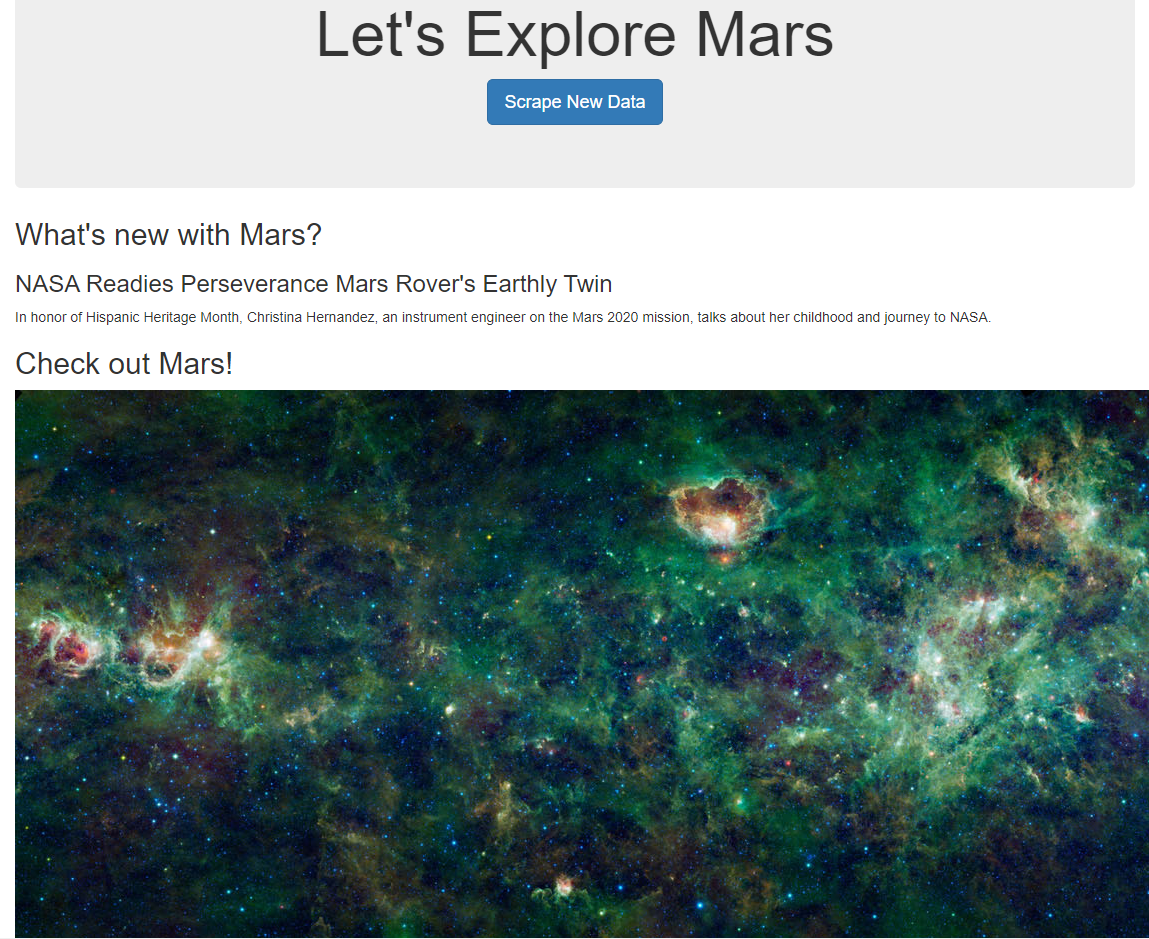 Let's Explore Mars
Scrape New Data
What's new with Mars?
NASA Readies Perseverance Mars Rover's Earthly Twin
In honor of Hispanic Heritage Month, Christina Hernandez, an instrument engineer on the Mars 2020 mission, talks about her childhood and journey to NASA.
Check out Mars!